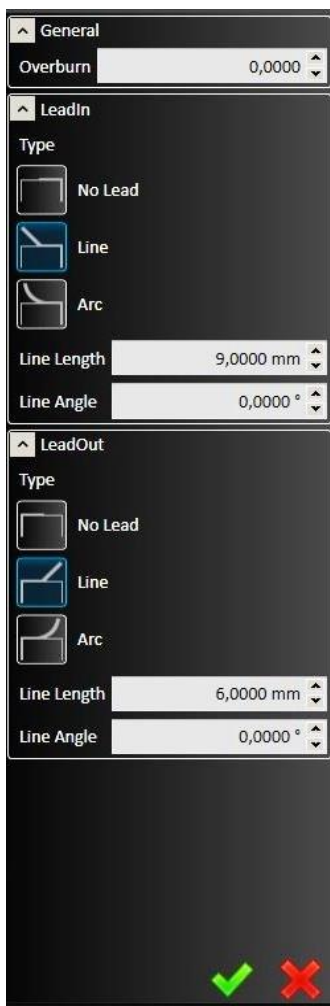 General
Overburn 0,0000
LeadIn
Type
No Lead
Line
Arc
Line Length 9,0000 mm
Line Angle 0,0000 °
LeadOut
Type
No Lead
Line
Arc
Line Length 6,0000 mm
Line Angle 0,0000 °